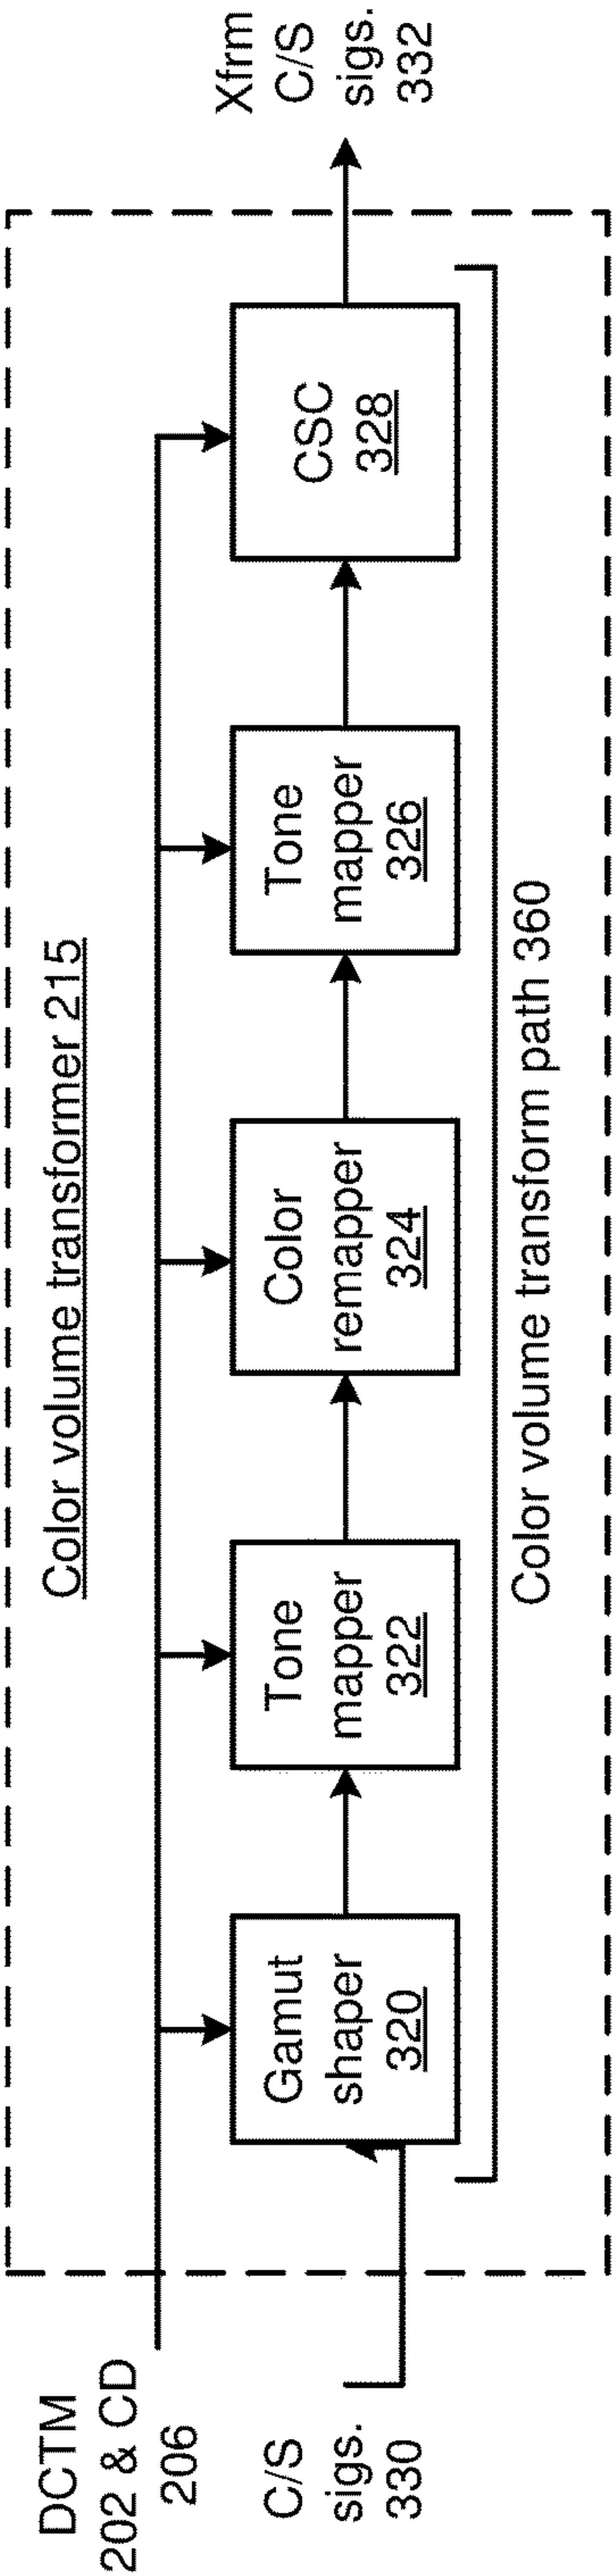 Color volume transformer 215
DCTM
202 & CD
206
C/S
sigs.
330
Gamut
shaper
320
Tone
mapper
322
Color
remapper
324
Tone
mapper
326
CSC
328
Xfrm
C/S
sigs.
332
Color volume transform path 360